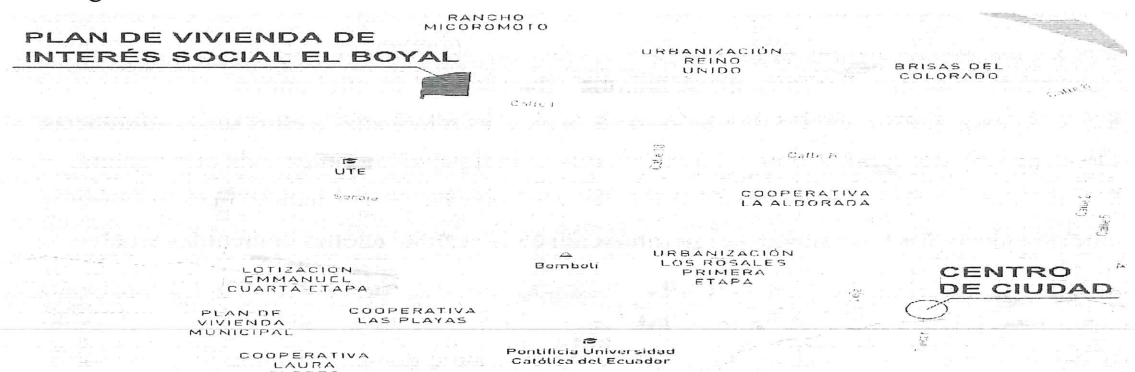 RANCHO
MICOROMOTO
PLAN DE VIVIENDA DE
INTERÉS SOCIAL EL BOYAL
URBANIZACIÓN
REINO
UNIDO
BRISAS DEL
COLORADO
UTE
COOPERATIVA
LA ALDORADA
LOTIZACION
EMMANUEL
CUARTA ETAPA
Bomboli
URBANIZACIÓN
LOS ROSALES
PRIMERA
ETAPA
CENTRO
DE CIUDAD
PLAN DE
VIVIENDA
MUNICIPAL
COOPERATIVA
LAS PLAYAS
Pontificia Universidad
Católica del Ecuador
COOPERATIVA
LAURA